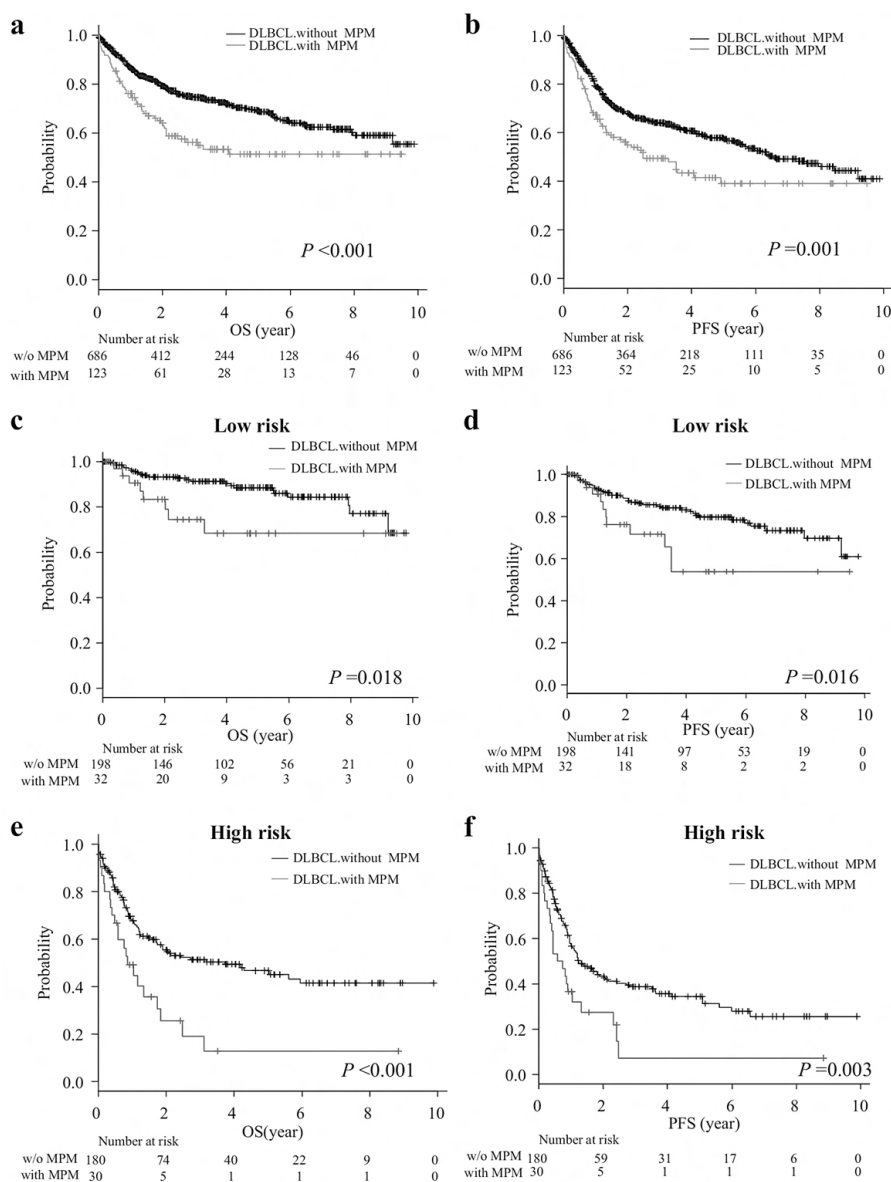 a
DLBCL.without MPM
DLBCL.with MPM
1.0
0.8
0.6
0.4
0.2
0.0
Probability
P <0.001
0 2 4 6 8 10
OS (year)
Number at risk
w/o MPM 686 412 244 128 46 0
with MPM 123 61 28 13 7 0
b
DLBCL.without MPM
DLBCL.with MPM
1.0
0.8
0.6
0.4
0.2
0.0
Probability
P =0.001
0 2 4 6 8 10
PFS (year)
Number at risk
w/o MPM 686 364 218 111 35 0
with MPM 123 52 25 10 5 0
c
Low risk
DLBCL.without MPM
DLBCL.with MPM
1.0
0.8
0.6
0.4
0.2
0.0
Probability
P =0.018
0 2 4 6 8 10
OS (year)
Number at risk
w/o MPM 198 146 102 56 21 0
with MPM 32 20 9 3 3 0
d
Low risk
DLBCL.without MPM
DLBCL.with MPM
1.0
0.8
0.6
0.4
0.2
0.0
Probability
P =0.016
0 2 4 6 8 10
PFS (year)
Number at risk
w/o MPM 198 141 97 53 19 0
with MPM 32 18 8 2 2 0
e
High risk
DLBCL.without MPM
DLBCL.with MPM
1.0
0.8
0.6
0.4
0.2
0.0
Probability
P <0.001
0 2 4 6 8 10
OS(year)
Number at risk
w/o MPM 180 74 40 22 9 0
with MPM 30 5 1 1 1 0
f
High risk
DLBCL.without MPM
DLBCL.with MPM
1.0
0.8
0.6
0.4
0.2
0.0
Probability
P =0.003
0 2 4 6 8 10
PFS (year)
Number at risk
w/o MPM 180 59 31 17 6 0
with MPM 30 5 1 1 1 0